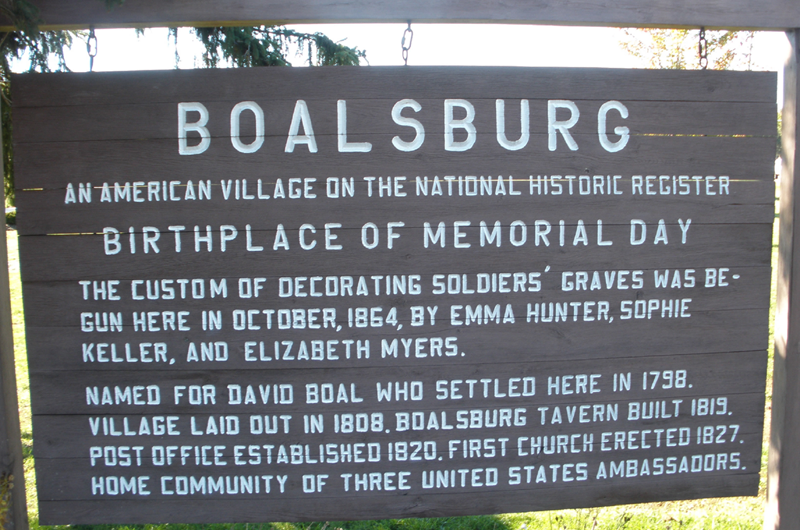 BOALSBURG
AN AMERICAN VILLAGE ON THE NATIONAL HISTORIC REGISTER
BIRTHPLACE OF MEMORIAL DAY
THE CUSTOM OF DECORATING SOLDIERS' GRAVES WAS BE-
GUN HERE IN OCTOBER, 1864, BY EMMA HUNTER, SOPHIE
KELLER, AND ELIZABETH MYERS.
NAMED FOR DAVID BOAL WHO SETTLED HERE IN 1798.
VILLAGE LAID OUT IN 1808. BOALSBURG TAVERN BUILT 1819.
POST OFFICE ESTABLISHED 1820. FIRST CHURCH ERECTED 1827.
HOME COMMUNITY OF THREE UNITED STATES AMBASSADORS.